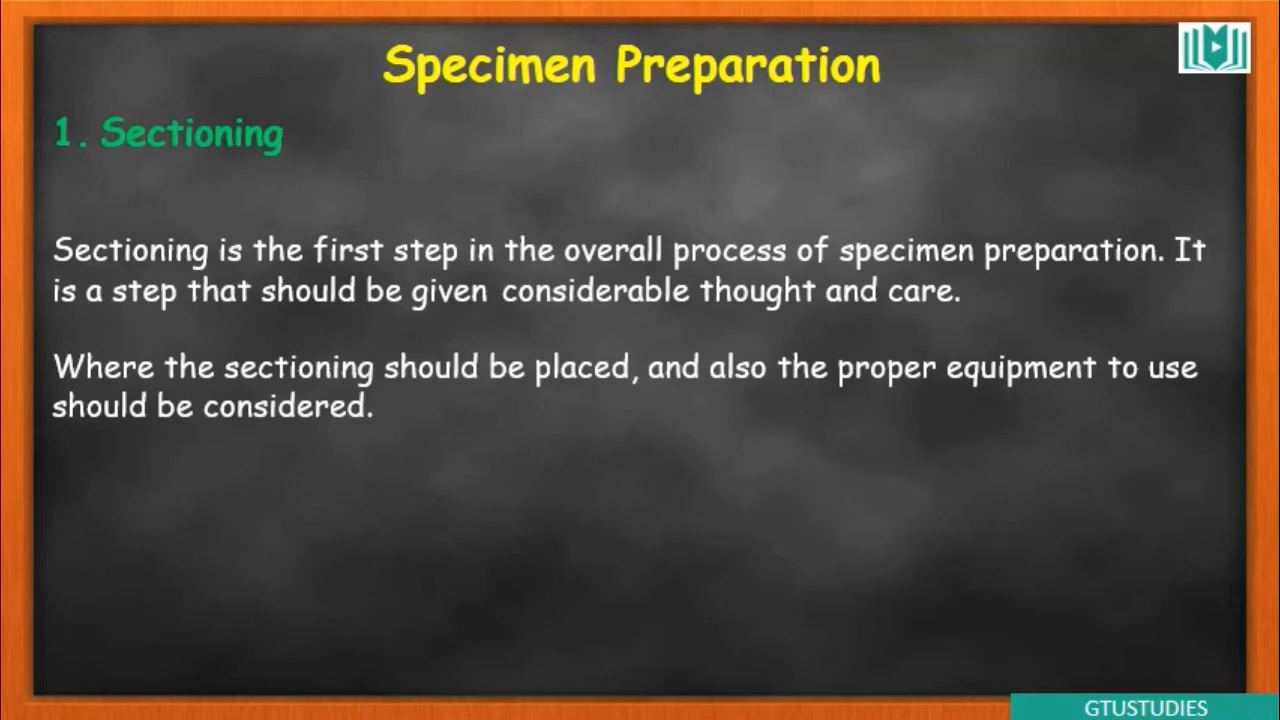 Specimen Preparation
1. Sectioning
Sectioning is the first step in the overall process of specimen preparation. It
is a step that should be given considerable thought and care.
Where the sectioning should be placed, and also the proper equipment to use
should be considered.
GTUSTUDIES